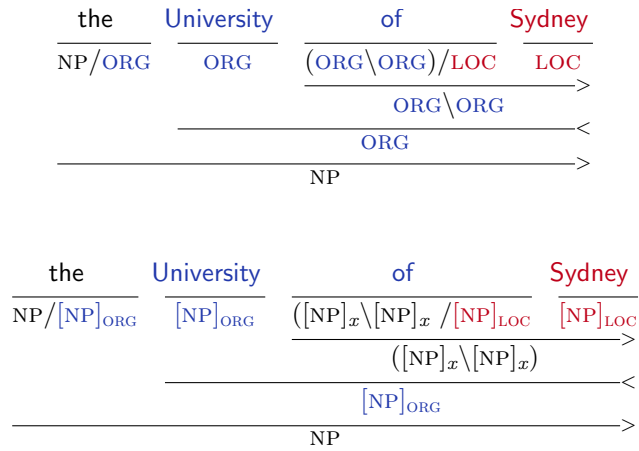 the University of Sydney
NP/ORG ORG (ORG\ORG)/LOC LOC
>
ORG\ORG
<
ORG
>
NP
the University of Sydney
NP/[NP]ORG [NP]ORG ([NP]x\[NP]x /[NP]LOC [NP]LOC
>
([NP]x\[NP]x)
<
[NP]ORG
>
NP